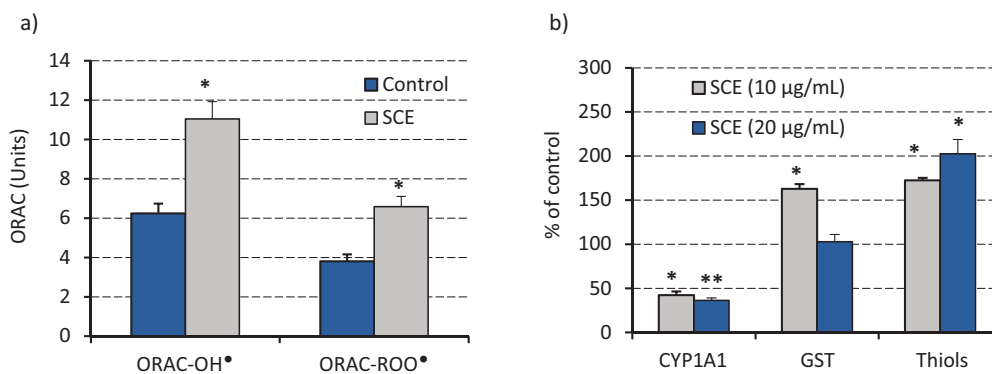 a)
ORAC (Units)
14
12
10
8
6
4
2
0
*
*
Control
SCE
ORAC-OH●
ORAC-ROO●
b)
% of control
300
250
200
150
100
50
0
SCE (10 µg/mL)
SCE (20 µg/mL)
*
**
*
*
*
CYP1A1
GST
Thiols